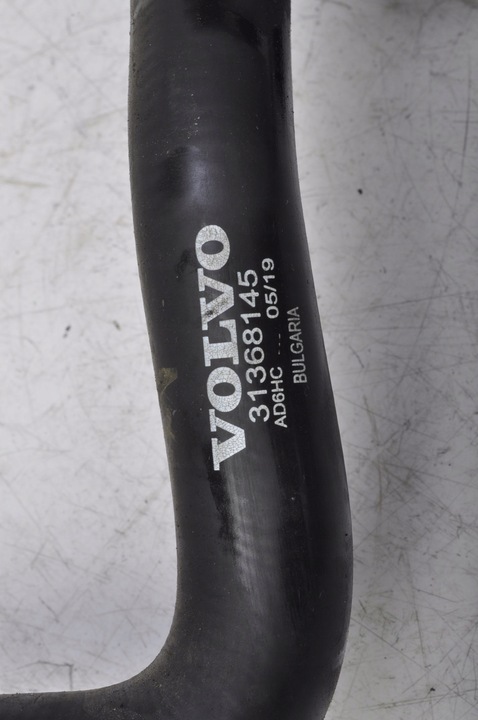 VOLVO
31368145
AD6HC ... 05/19
BULGARIA